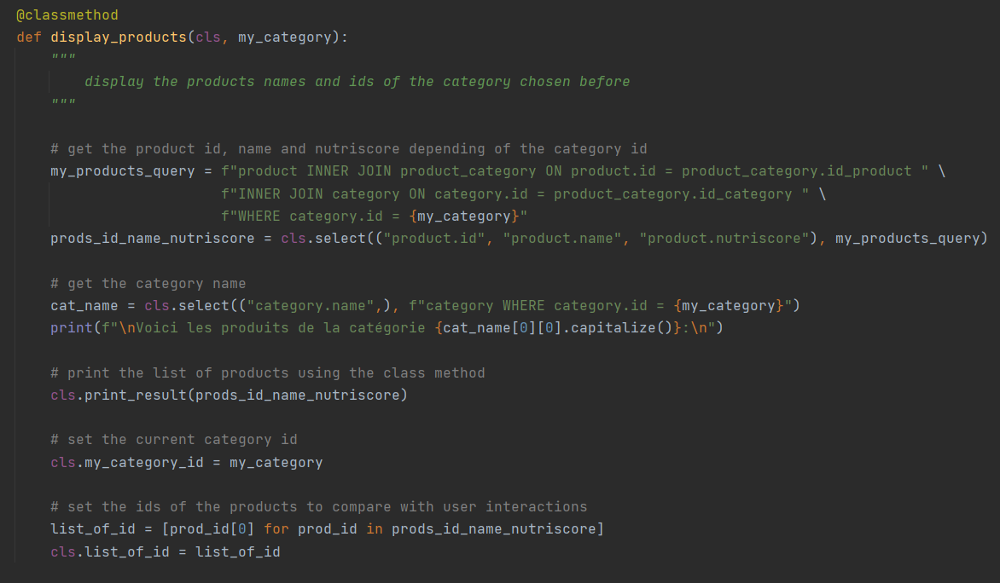 @classmethod
def display_products(cls, my_category):
    """
        display the products names and ids of the category chosen before
    """

    # get the product id, name and nutriscore depending of the category id
    my_products_query = f"product INNER JOIN product_category ON product.id = product_category.id_product " \
                        f"INNER JOIN category ON category.id = product_category.id_category " \
                        f"WHERE category.id = {my_category}"
    prods_id_name_nutriscore = cls.select(("product.id", "product.name", "product.nutriscore"), my_products_query)

    # get the category name
    cat_name = cls.select(("category.name",), f"category WHERE category.id = {my_category}")
    print(f"\nVoici les produits de la catégorie {cat_name[0][0].capitalize()}:\n")

    # print the list of products using the class method
    cls.print_result(prods_id_name_nutriscore)

    # set the current category id
    cls.my_category_id = my_category

    # set the ids of the products to compare with user interactions
    list_of_id = [prod_id[0] for prod_id in prods_id_name_nutriscore]
    cls.list_of_id = list_of_id